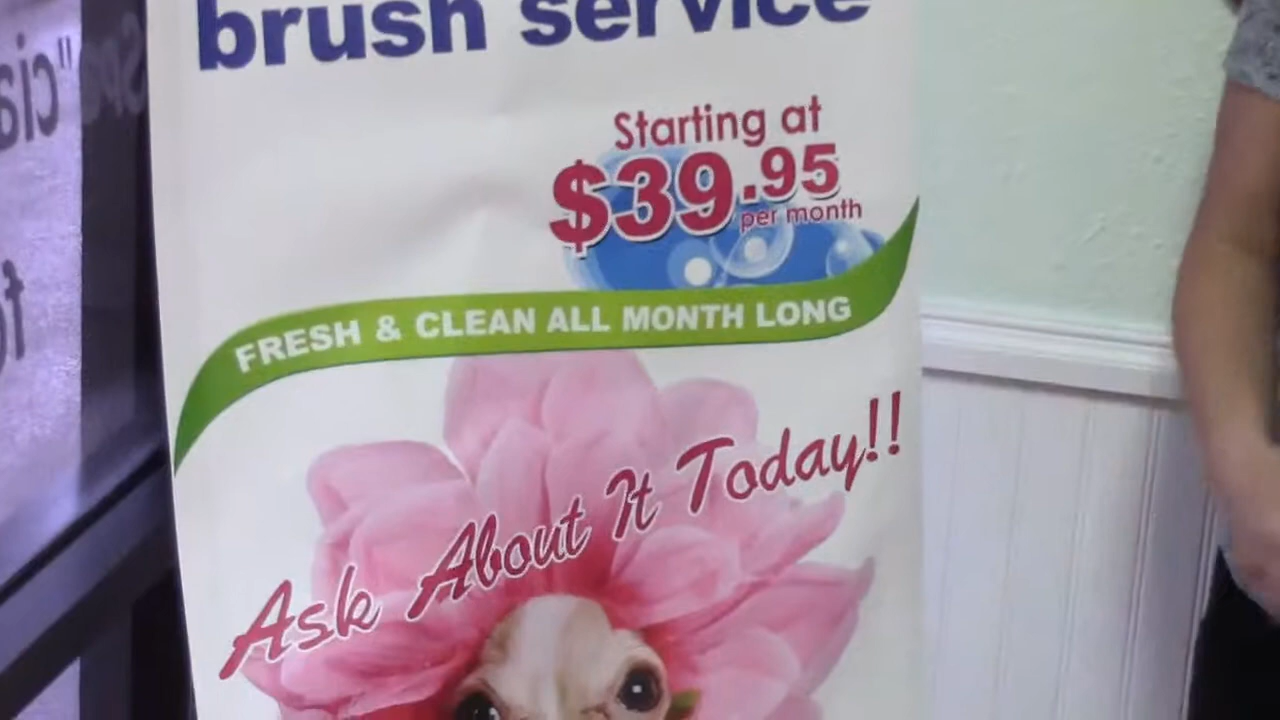 brush service
Starting at
$39.95
per month
FRESH & CLEAN ALL MONTH LONG
Ask About It Today!!